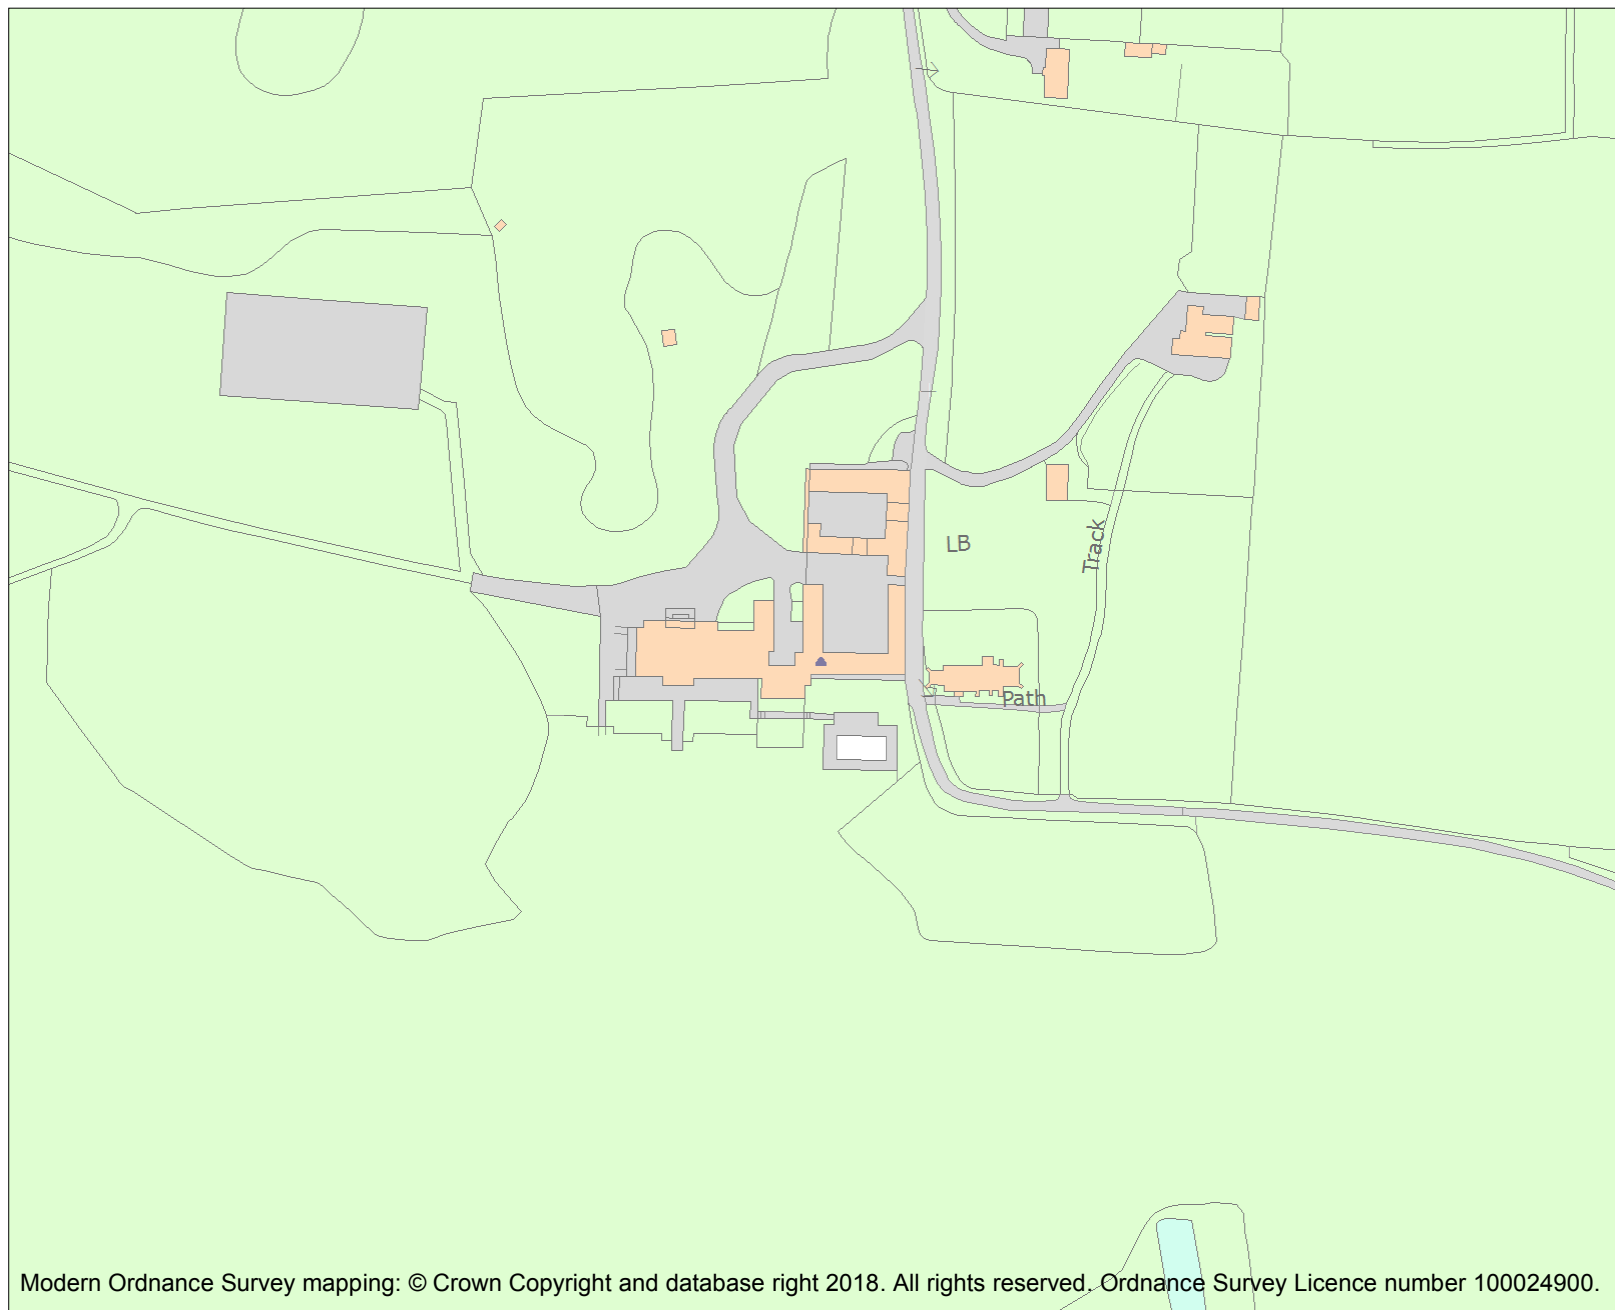 LB
Track
Path
Modern Ordnance Survey mapping: © Crown Copyright and database right 2018. All rights reserved. Ordnance Survey Licence number 100024900.